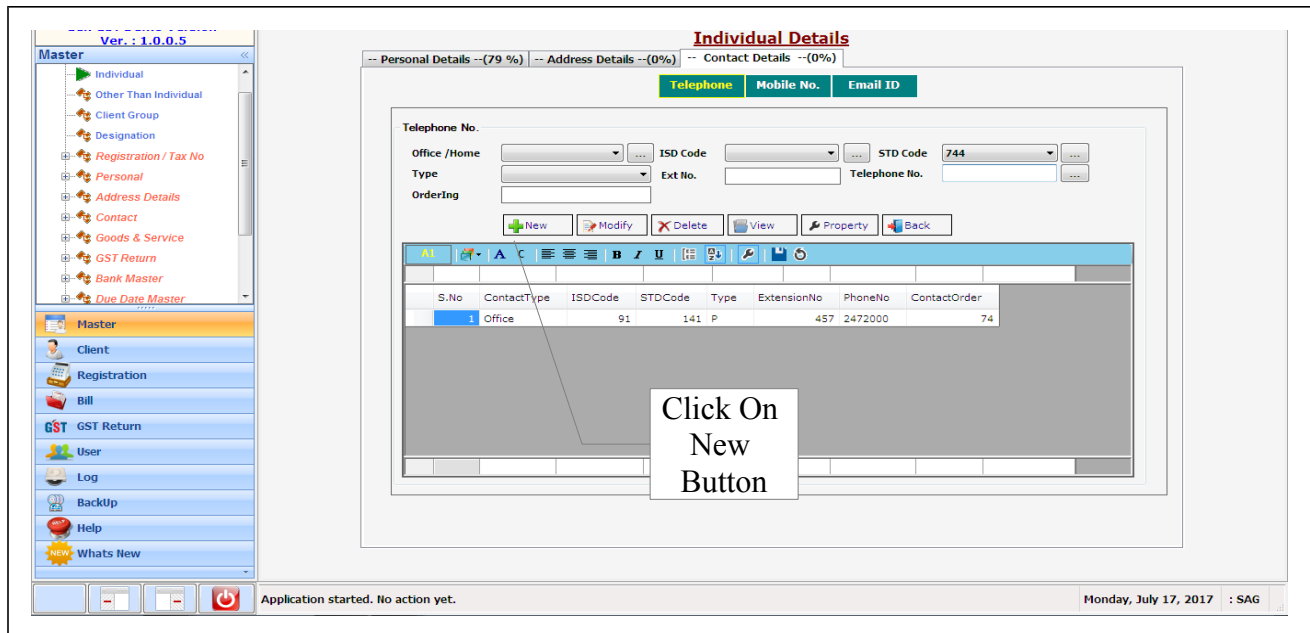 Ver. : 1.0.0.5
Master
Individual
Other Than Individual
Client Group
Designation
Registration / Tax No
Personal
Address Details
Contact
Goods & Service
GST Return
Bank Master
Due Date Master
Master
Client
Registration
Bill
GST GST Return
User
Log
BackUp
Help
NEW Whats New
Individual Details
-- Personal Details --(79 %) -- Address Details --(0%) -- Contact Details --(0%)
Telephone Mobile No. Email ID
Telephone No.
Office /Home ... ISD Code ... STD Code 744 ...
Type Ext No. Telephone No. ...
OrderIng
New Modify Delete View Property Back
A1 A C B I U
S.No ContactType ISDCode STDCode Type ExtensionNo PhoneNo ContactOrder
1 Office 91 141 P 457 2472000 74
Click On
New
Button
Application started. No action yet. Monday, July 17, 2017 : SAG